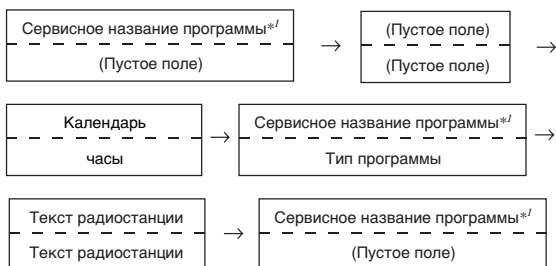 Сервисное название программы*1
(Пустое поле)
→
(Пустое поле)
(Пустое поле)
→
Календарь
часы
→
Сервисное название программы*1
Тип программы
→
Текст радиостанции
Текст радиостанции
→
Сервисное название программы*1
(Пустое поле)